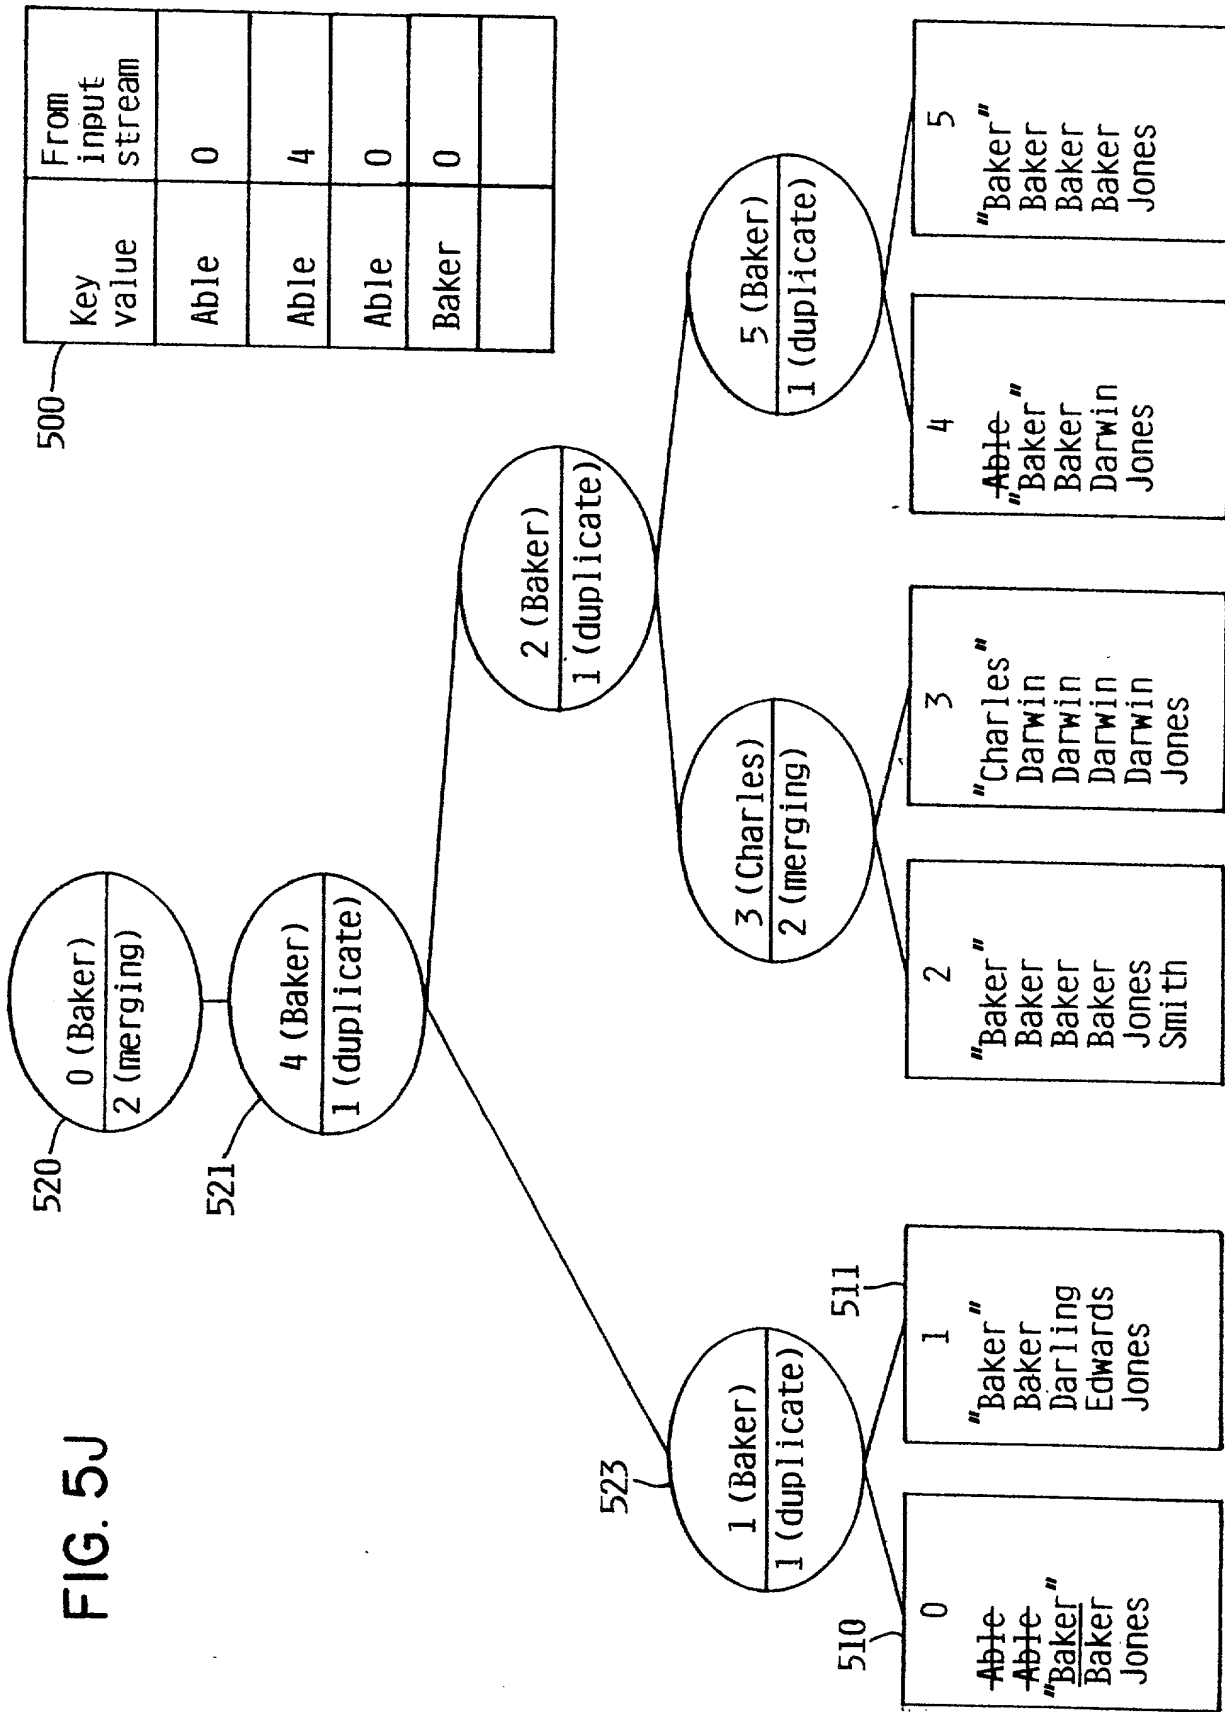 FIG. 5J
500
Key value
From input stream
Able 0
Able 4
Able 0
Baker 0
520
0 (Baker)
2 (merging)
521
4 (Baker)
1 (duplicate)
2 (Baker)
1 (duplicate)
523
1 (Baker)
1 (duplicate)
3 (Charles)
2 (merging)
5 (Baker)
1 (duplicate)
510
0
Able
Able
"Baker"
Baker
Jones
511
1
"Baker"
Baker
Darling
Edwards
Jones
2
"Baker"
Baker
Baker
Baker
Jones
Smith
3
"Charles"
Darwin
Darwin
Darwin
Darwin
Jones
4
Able
"Baker"
Baker
Darwin
Jones
5
"Baker"
Baker
Baker
Baker
Jones